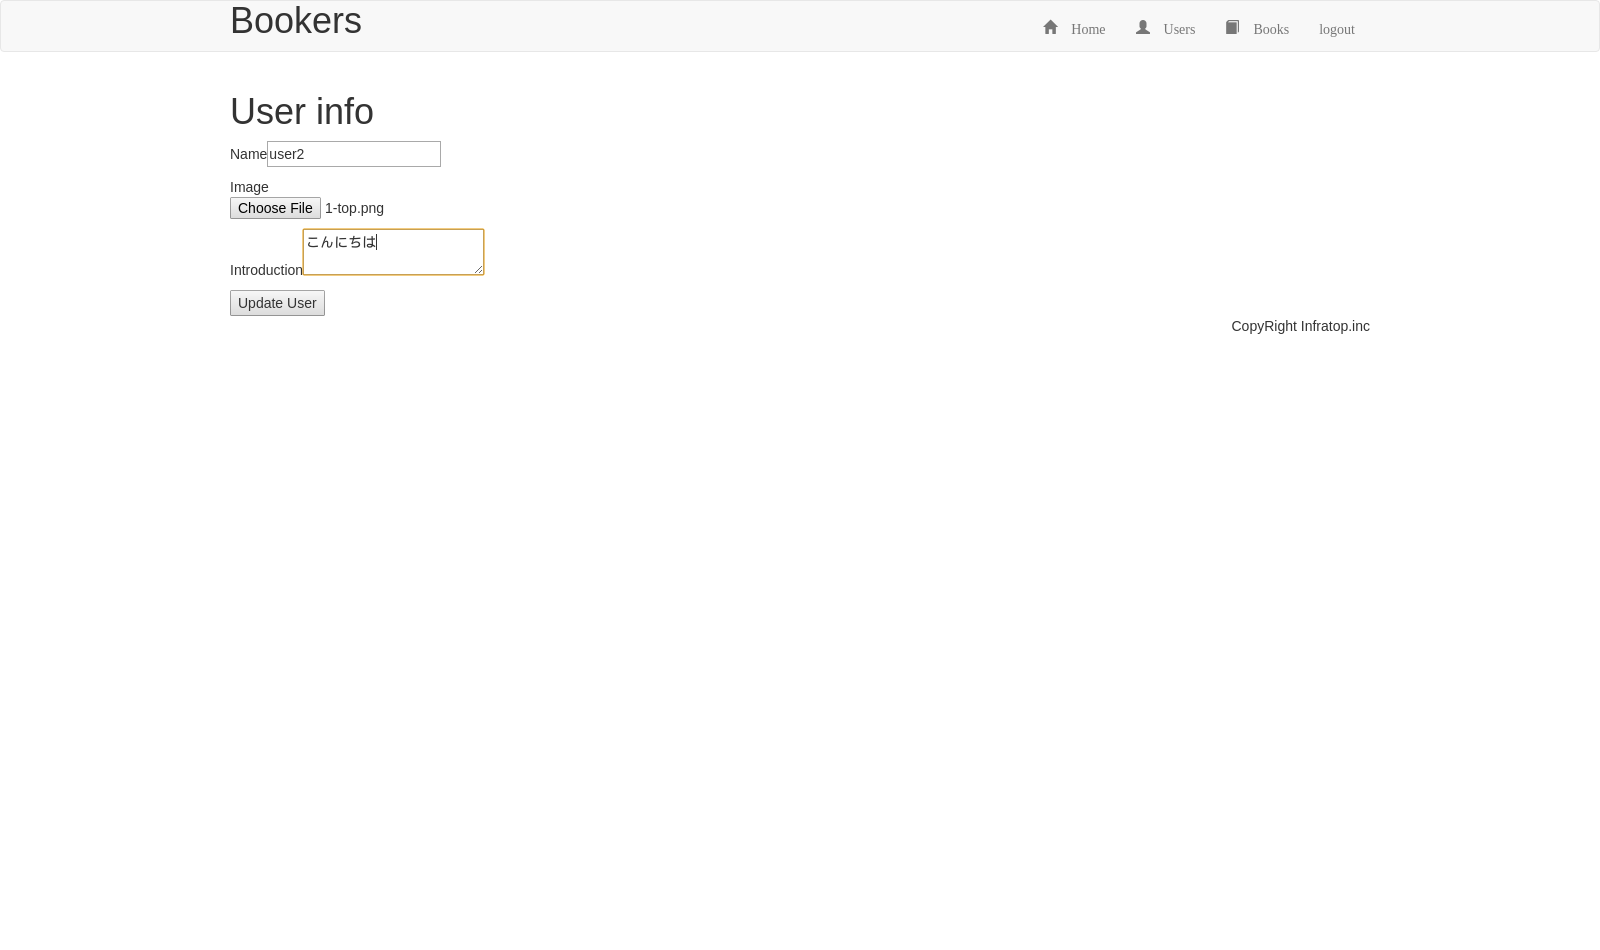 Bookers
Home Users Books logout
User info
Name user2
Image
Choose File 1-top.png
Introduction こんにちは
Update User
CopyRight Infratop.inc